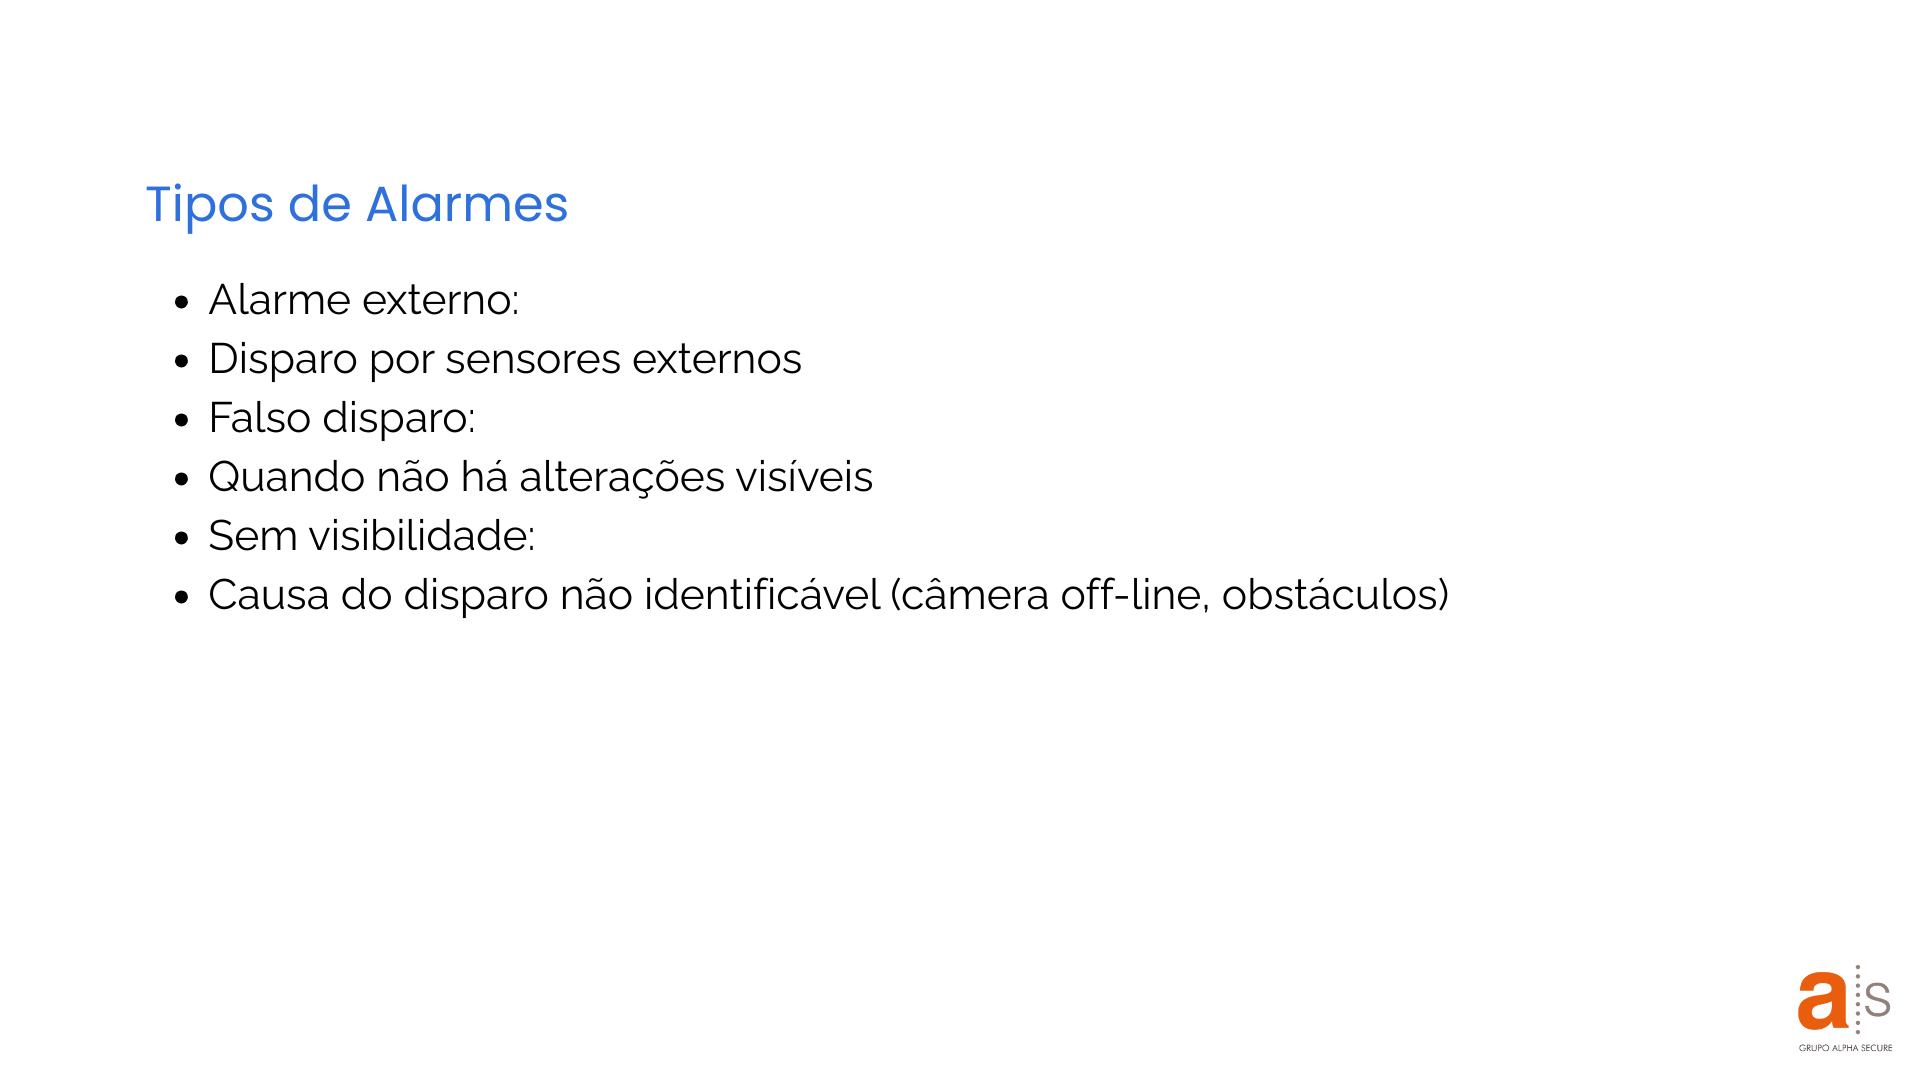 Tipos de Alarmes
• Alarme externo:
• Disparo por sensores externos
• Falso disparo:
• Quando não há alterações visíveis
• Sem visibilidade:
• Causa do disparo não identificável (câmera off-line, obstáculos)
a s
GRUPO ALPHA SECURE